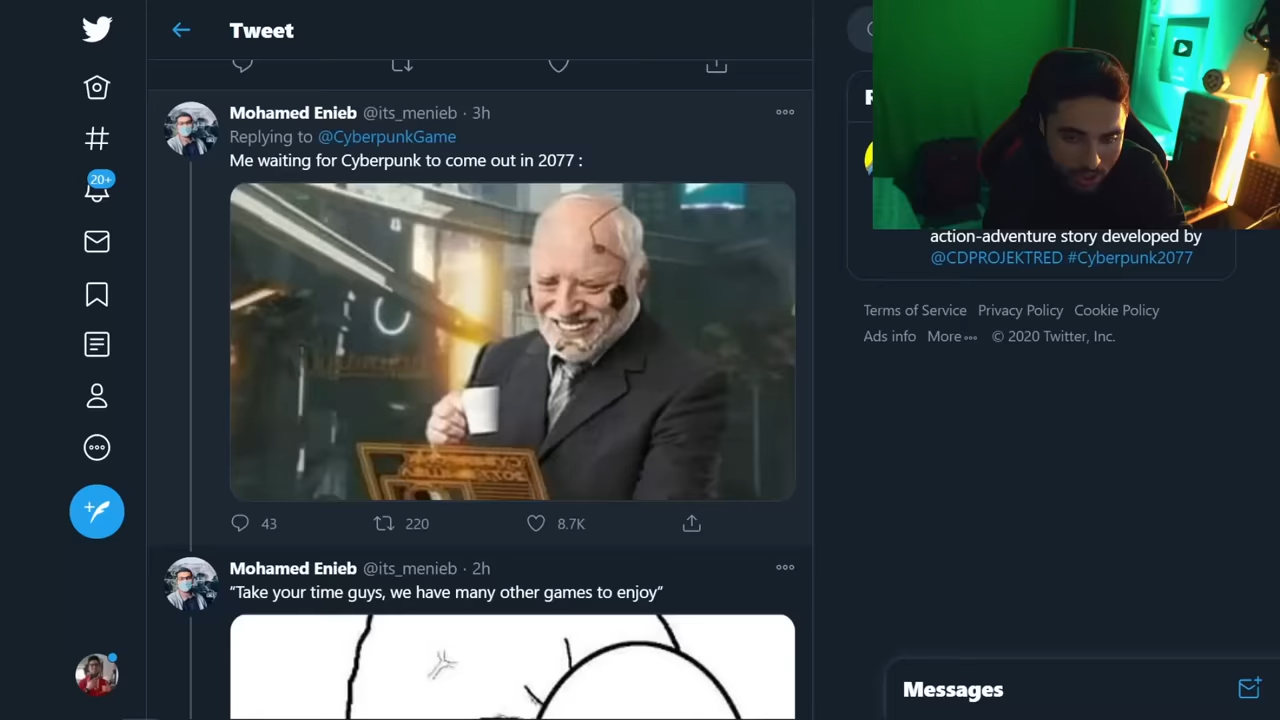 Tweet
Mohamed Enieb @its_menieb · 3h
Replying to @CyberpunkGame
Me waiting for Cyberpunk to come out in 2077 :
43 220 8.7K
Mohamed Enieb @its_menieb · 2h
“Take your time guys, we have many other games to enjoy”
20+
action-adventure story developed by
@CDPROJEKTRED #Cyberpunk2077
Terms of Service Privacy Policy Cookie Policy
Ads info More © 2020 Twitter, Inc.
Messages